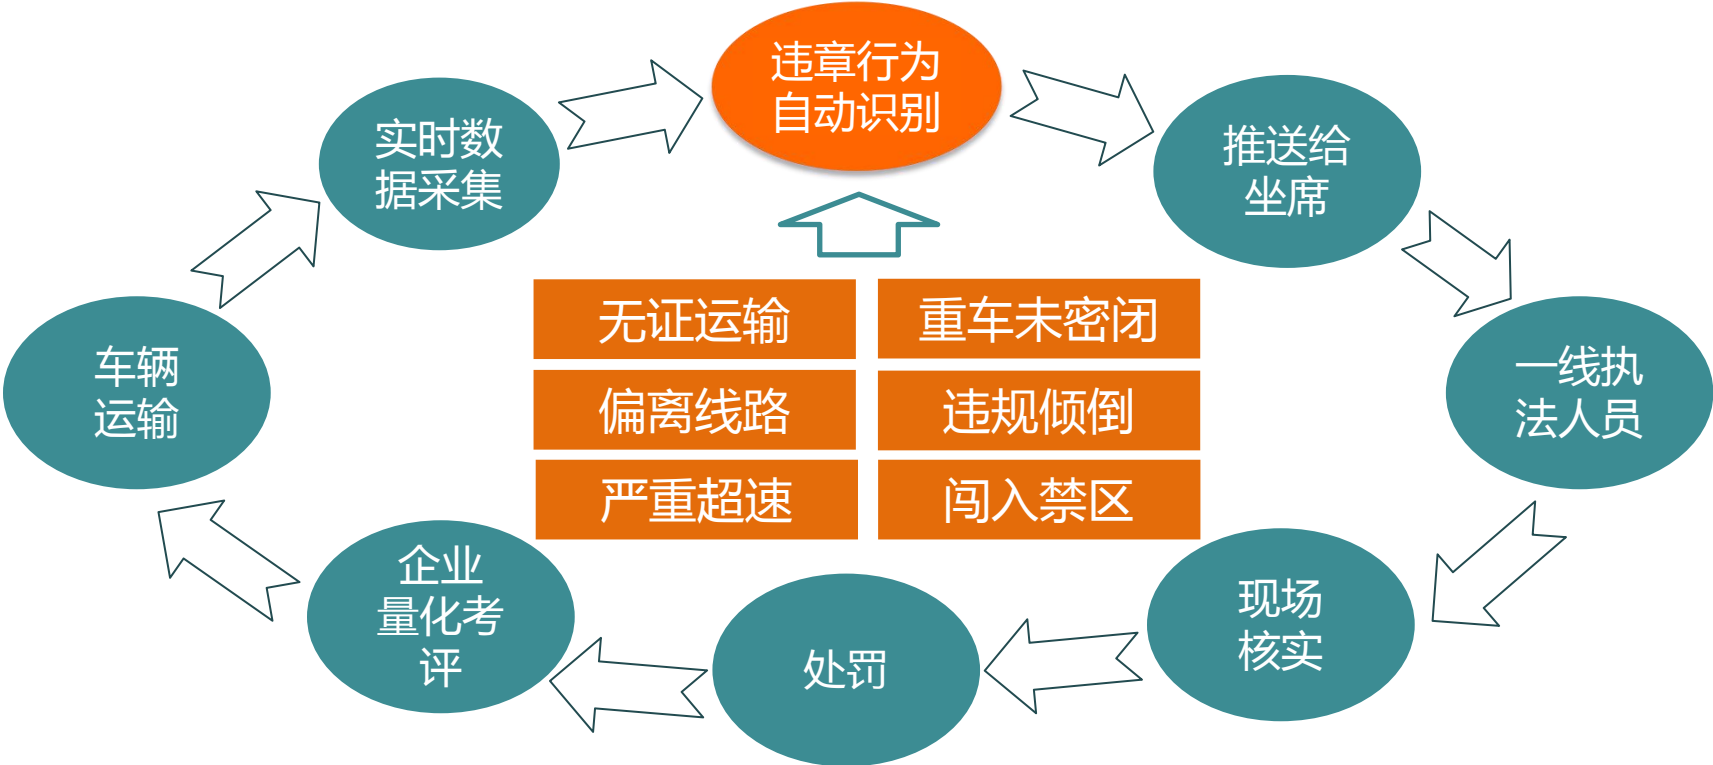 违章行为
自动识别
实时数
据采集
推送给
坐席
无证运输
重车未密闭
车辆
运输
一线执
法人员
偏离线路
违规倾倒
严重超速
闯入禁区
企业
量化考
评
现场
核实
处罚